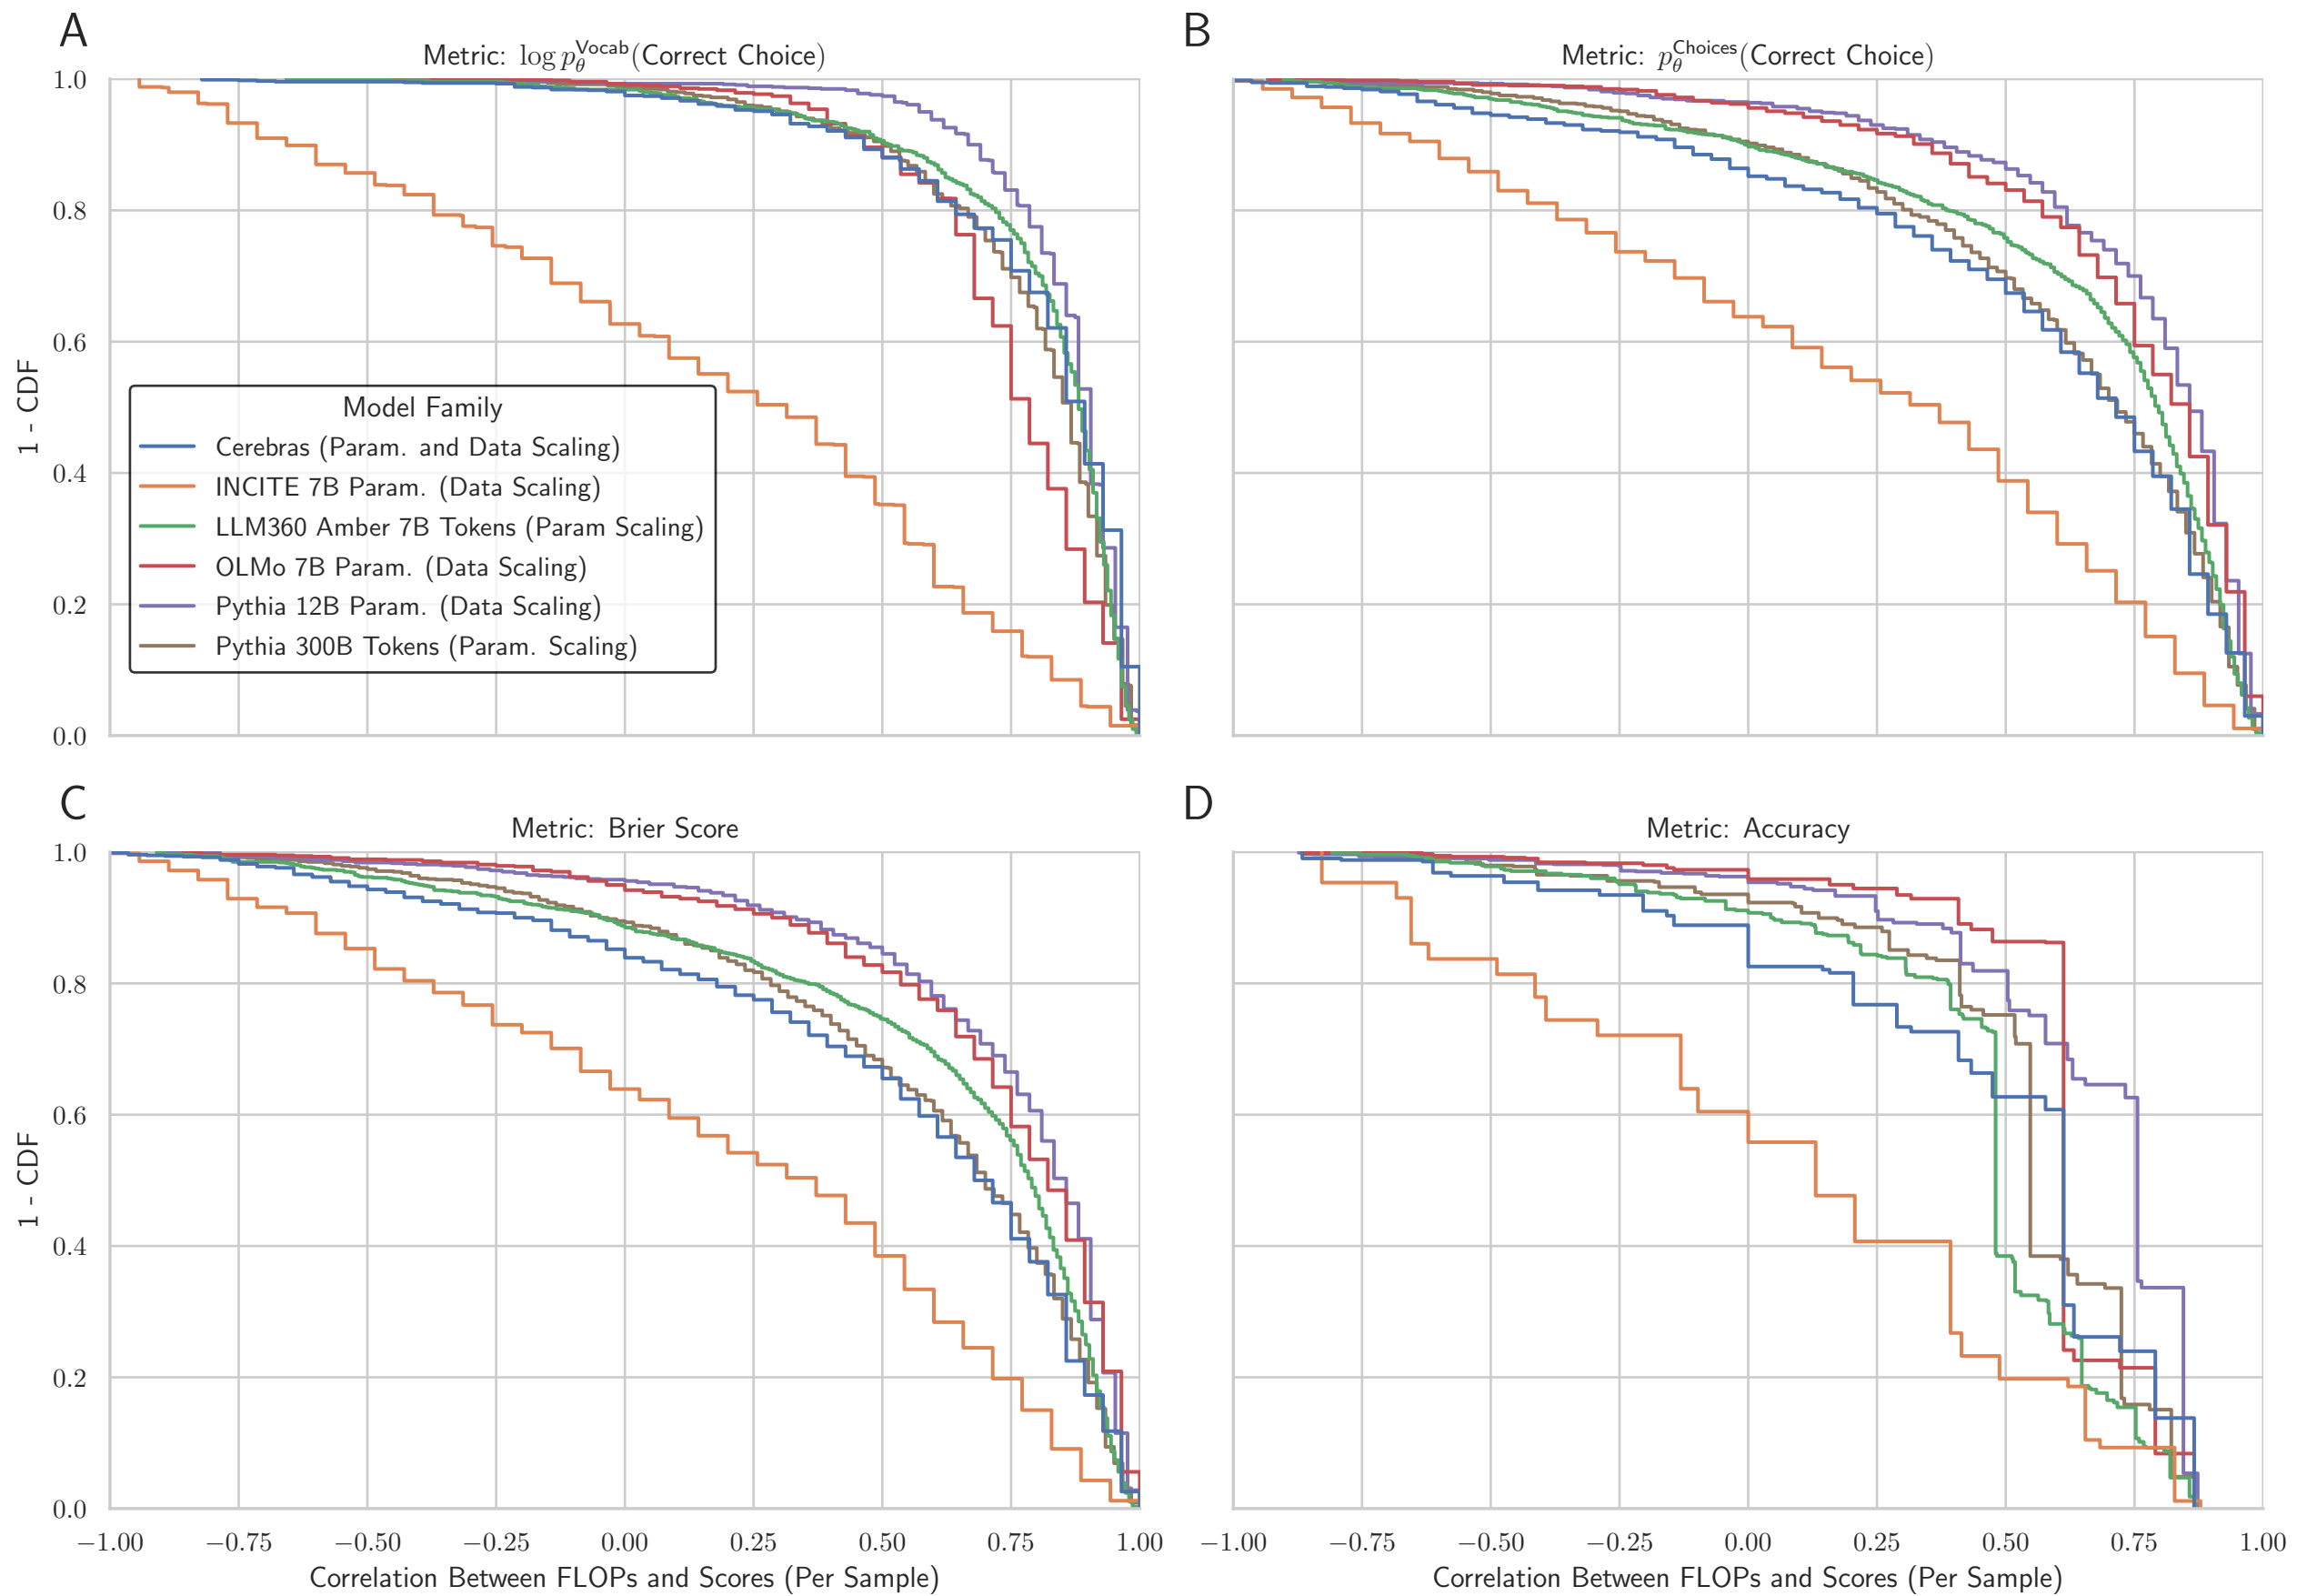 A
Metric: log p_θ^Vocab(Correct Choice)
1 - CDF
1.0
0.8
0.6
0.4
0.2
0.0
Model Family
Cerebras (Param. and Data Scaling)
INCITE 7B Param. (Data Scaling)
LLM360 Amber 7B Tokens (Param Scaling)
OLMo 7B Param. (Data Scaling)
Pythia 12B Param. (Data Scaling)
Pythia 300B Tokens (Param. Scaling)
B
Metric: p_θ^Choices(Correct Choice)
C
Metric: Brier Score
1 - CDF
1.0
0.8
0.6
0.4
0.2
0.0
−1.00 −0.75 −0.50 −0.25 0.00 0.25 0.50 0.75 1.00
Correlation Between FLOPs and Scores (Per Sample)
D
Metric: Accuracy
−1.00 −0.75 −0.50 −0.25 0.00 0.25 0.50 0.75 1.00
Correlation Between FLOPs and Scores (Per Sample)